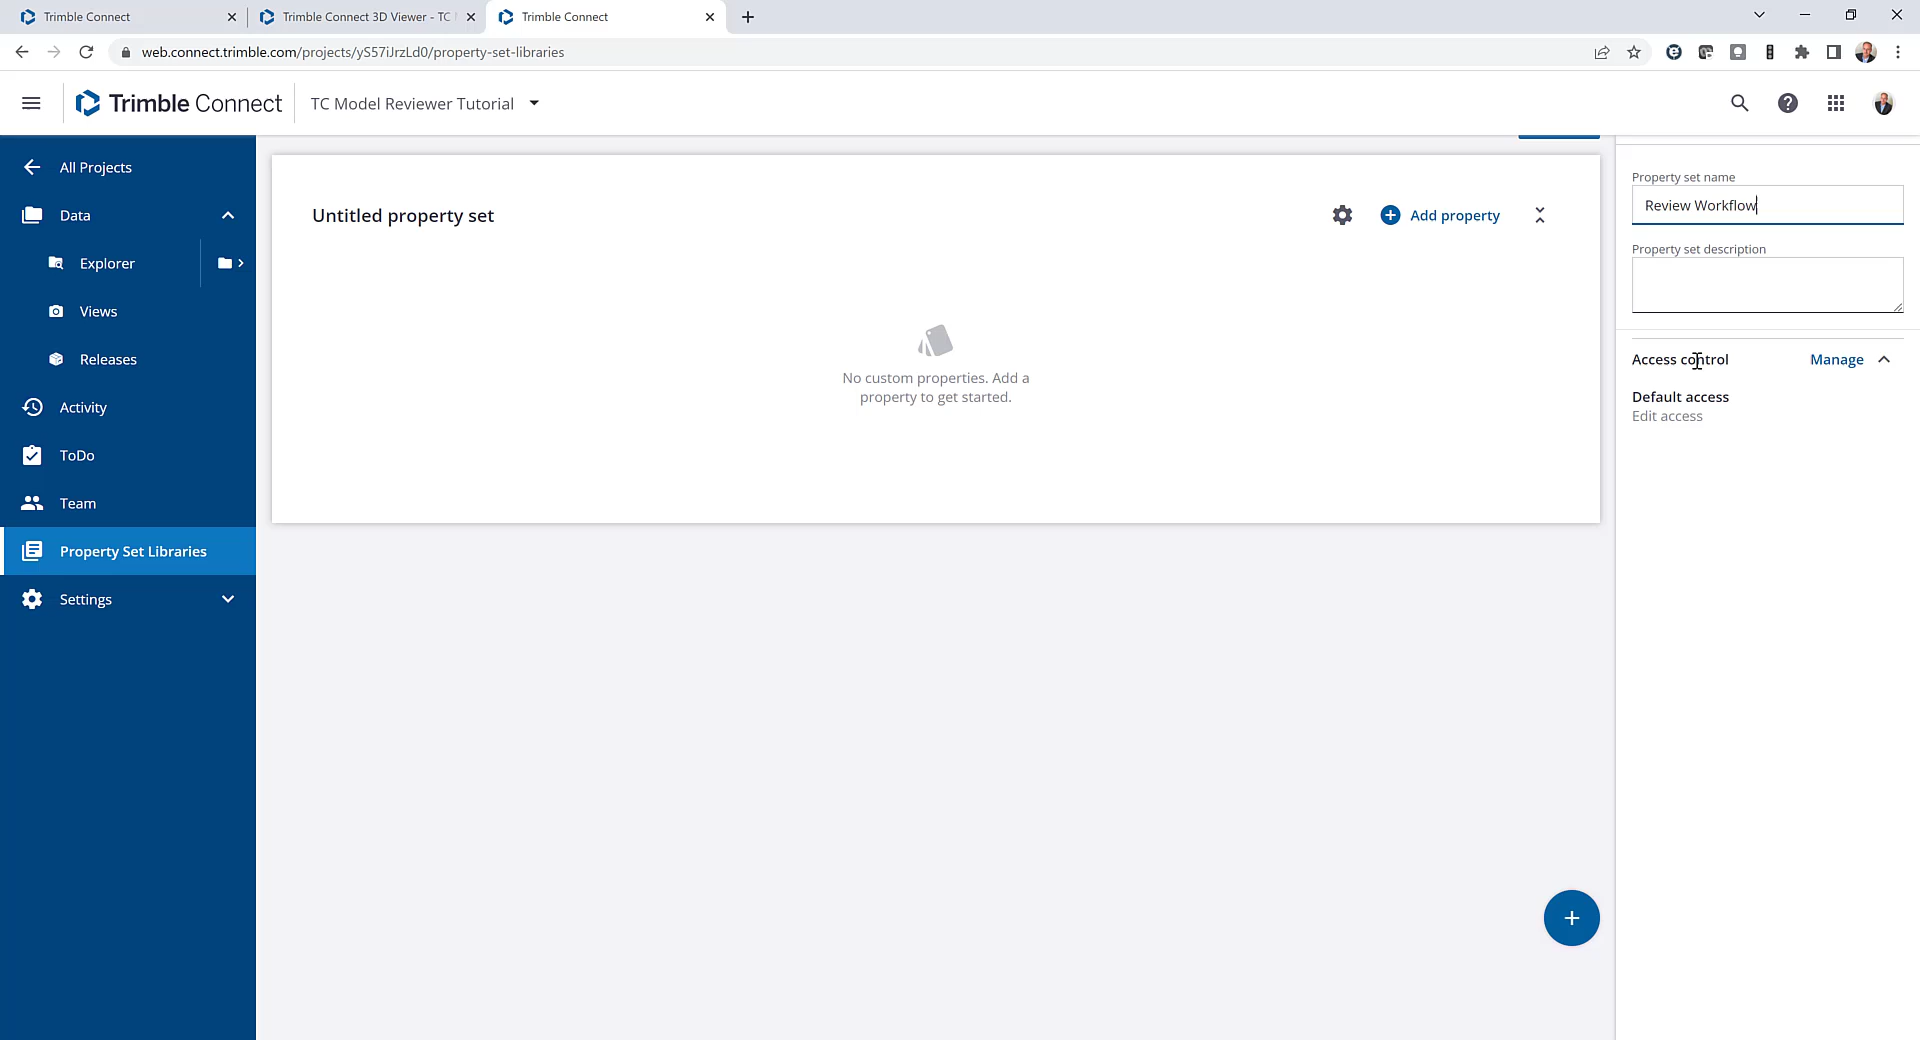 Trimble Connect
Trimble Connect 3D Viewer - TC
Trimble Connect
web.connect.trimble.com/projects/yS57iJrzLd0/property-set-libraries
Trimble Connect
TC Model Reviewer Tutorial
All Projects
Data
Explorer
Views
Releases
Activity
ToDo
Team
Property Set Libraries
Settings
Untitled property set
Add property
No custom properties. Add a
property to get started.
Property set name
Review Workflow
Property set description
Access control
Manage
Default access
Edit access